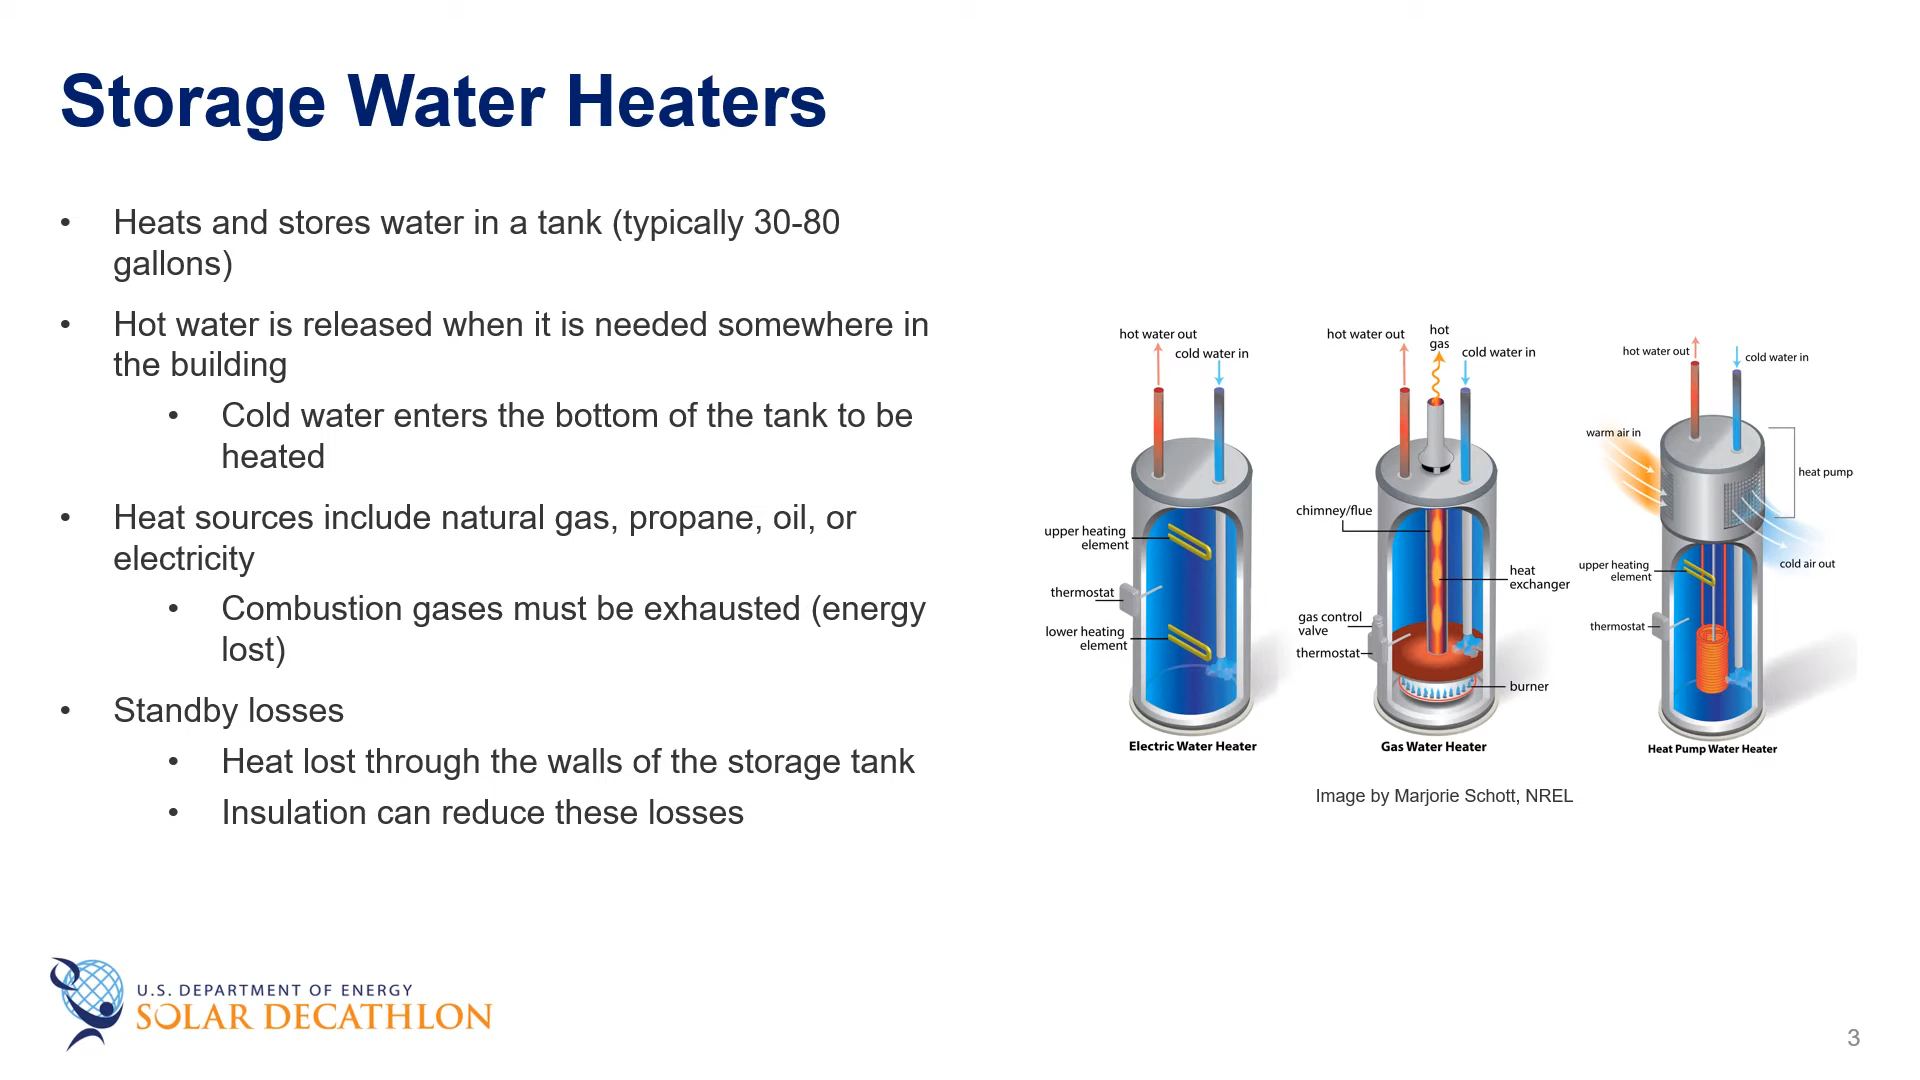 Storage Water Heaters
• Heats and stores water in a tank (typically 30-80
gallons)
• Hot water is released when it is needed somewhere in
the building
• Cold water enters the bottom of the tank to be
heated
• Heat sources include natural gas, propane, oil, or
electricity
• Combustion gases must be exhausted (energy
lost)
• Standby losses
• Heat lost through the walls of the storage tank
• Insulation can reduce these losses
hot water out
cold water in
upper heating
element
thermostat
lower heating
element
Electric Water Heater
hot water out
hot
gas
cold water in
chimney/flue
heat
exchanger
gas control
valve
thermostat
burner
Gas Water Heater
hot water out
cold water in
warm air in
heat pump
cold air out
upper heating
element
thermostat
Heat Pump Water Heater
Image by Marjorie Schott, NREL
U.S. DEPARTMENT OF ENERGY
SOLAR DECATHLON
3